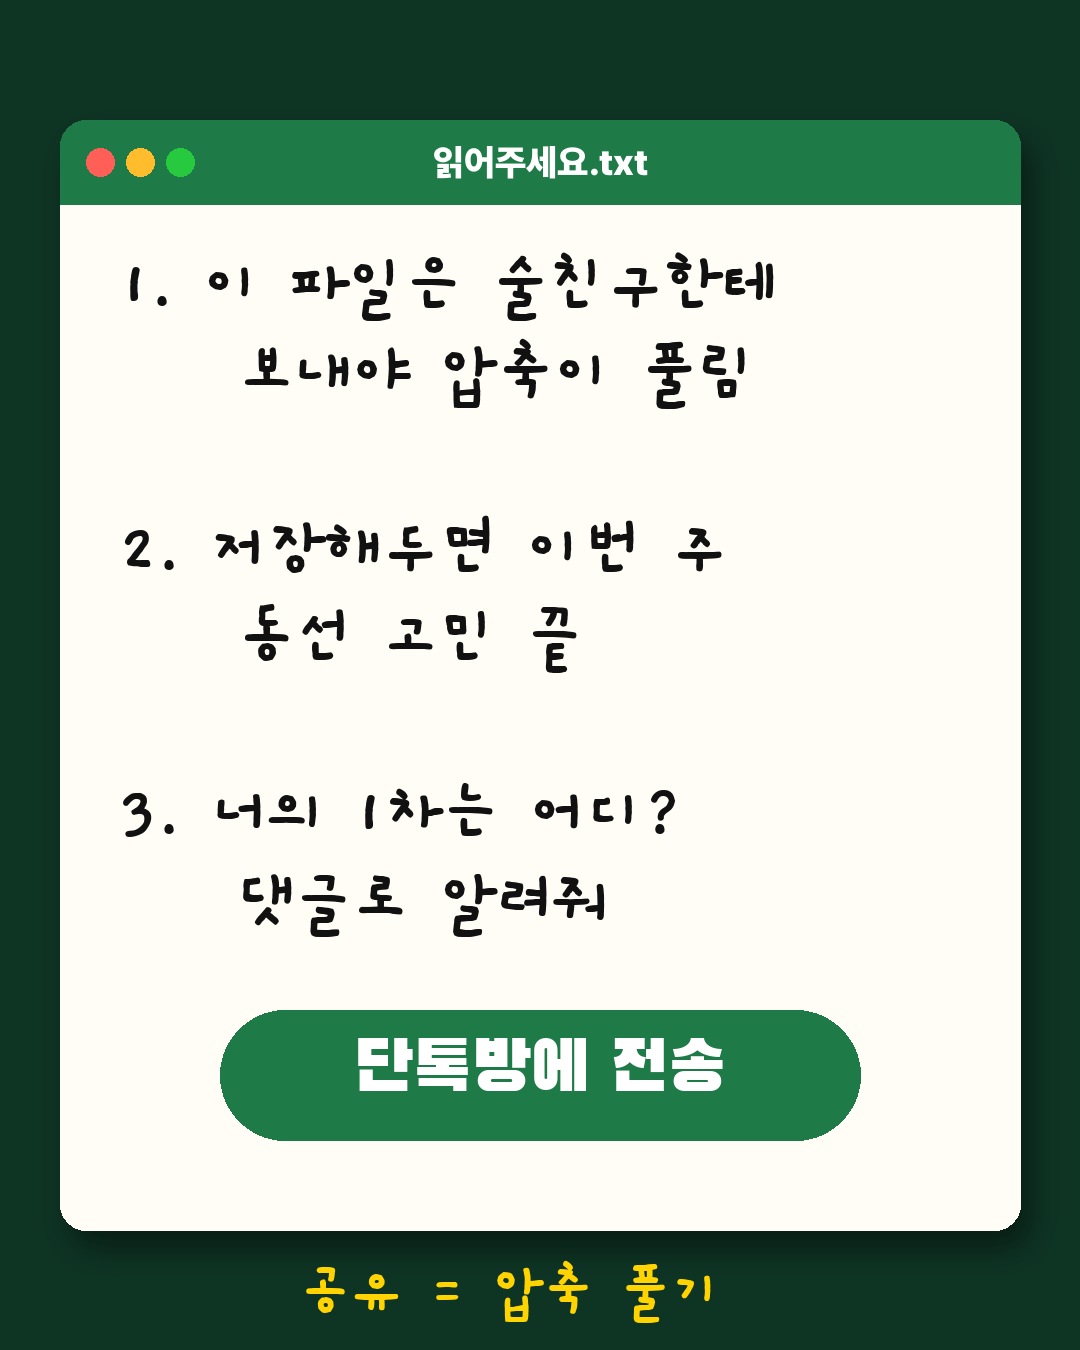 읽어주세요.txt
1. 이 파일은 술친구한테
보내야 압축이 풀림
2. 저장해두면 이번 주
동선 고민 끝
3. 너의 1차는 어디?
댓글로 알려줘
단톡방에 전송
공유 = 압축 풀기